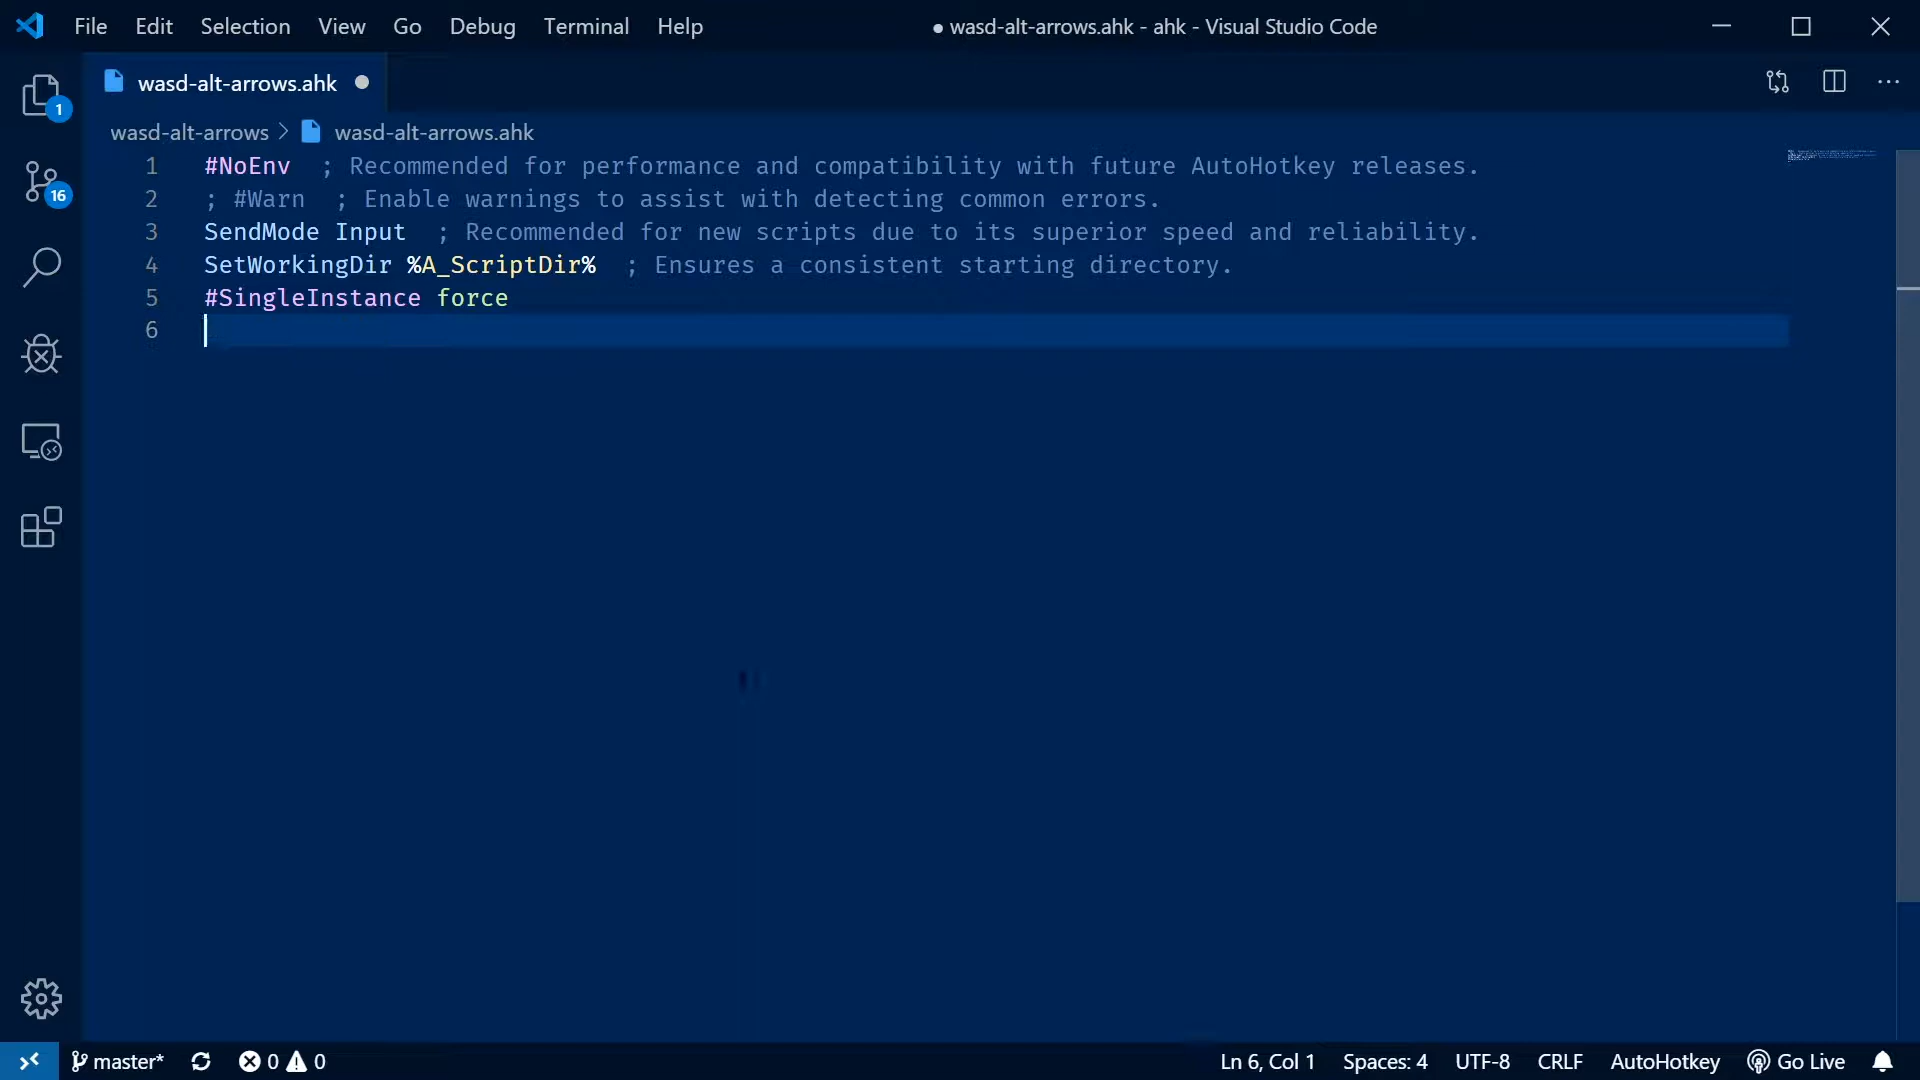 File Edit Selection View Go Debug Terminal Help ● wasd-alt-arrows.ahk - ahk - Visual Studio Code
wasd-alt-arrows.ahk
wasd-alt-arrows > wasd-alt-arrows.ahk
1 #NoEnv  ; Recommended for performance and compatibility with future AutoHotkey releases.
2 ; #Warn  ; Enable warnings to assist with detecting common errors.
3 SendMode Input  ; Recommended for new scripts due to its superior speed and reliability.
4 SetWorkingDir %A_ScriptDir%  ; Ensures a consistent starting directory.
5 #SingleInstance force
6
1
16
master* 0 0 Ln 6, Col 1 Spaces: 4 UTF-8 CRLF AutoHotkey Go Live